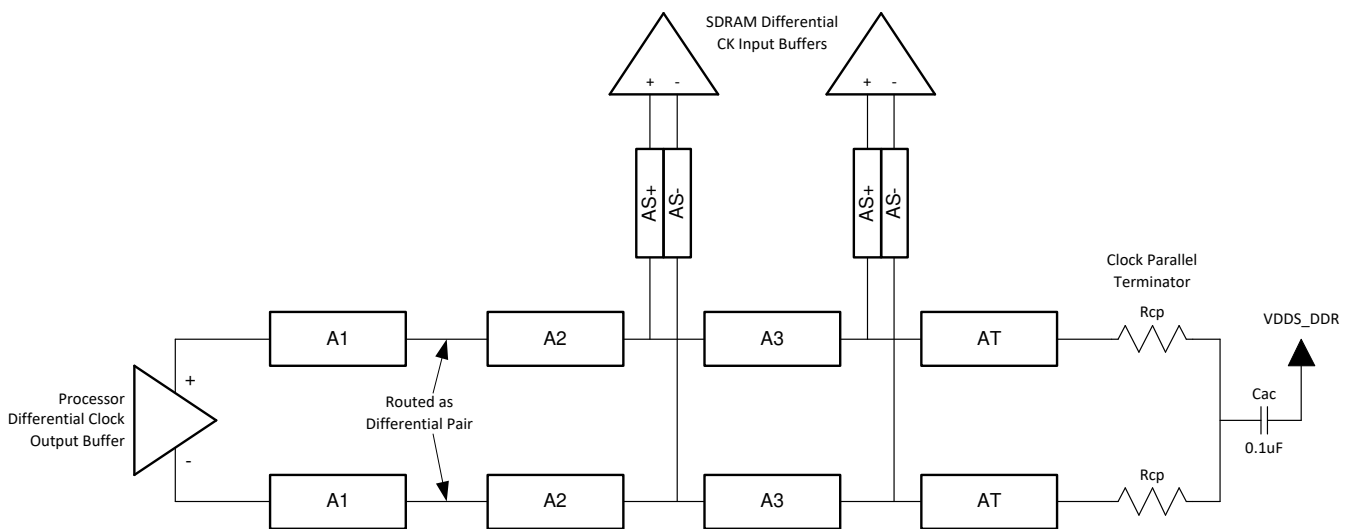 SDRAM Differential
CK Input Buffers
+ -
+ -
AS+
AS-
AS+
AS-
Clock Parallel
Terminator
Rcp
VDDS_DDR
A1
A2
A3
AT
+
Processor
Differential Clock
Output Buffer
-
Routed as
Differential Pair
Cac
0.1uF
Rcp
A1
A2
A3
AT